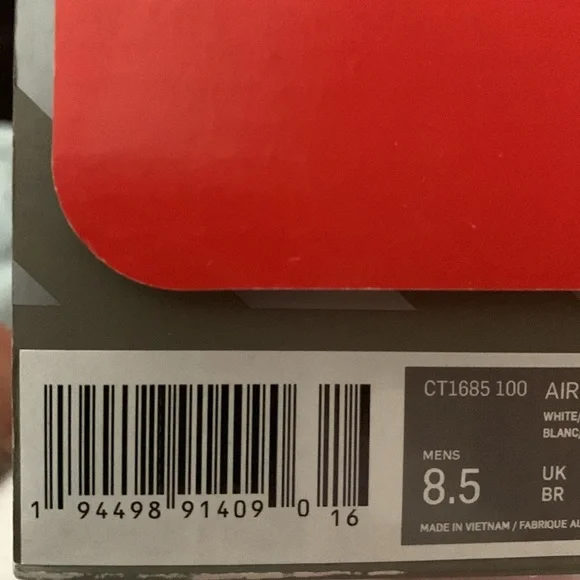 CT1685 100 AIR
WHITE/
BLANC/
MENS
8.5
UK
BR
MADE IN VIETNAM / FABRIQUE AU
1 94498 91409 0 16